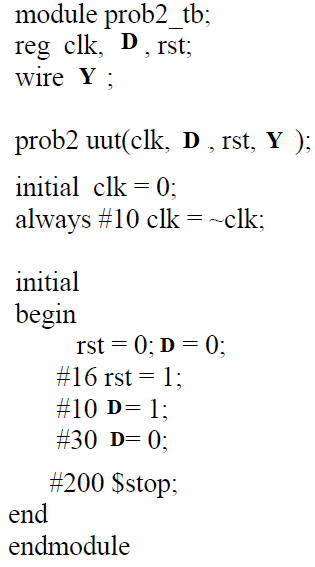 module prob2_tb;
reg clk, D , rst;
wire Y ;
prob2 uut(clk, D , rst, Y );
initial clk = 0;
always #10 clk = ~clk;
initial
begin
rst = 0; D = 0;
#16 rst = 1;
#10 D= 1;
#30 D= 0;
#200 $stop;
end
endmodule